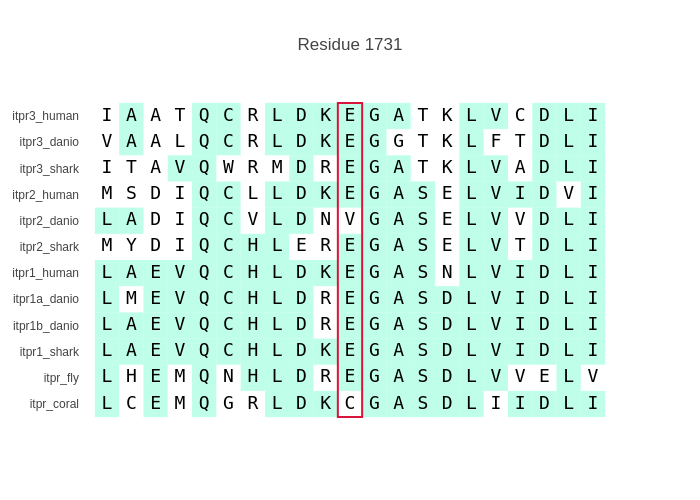 Residue 1731
itpr3_human I A A T Q C R L D K E G A T K L V C D L I
itpr3_danio V A A L Q C R L D K E G G T K L F T D L I
itpr3_shark I T A V Q W R M D R E G A T K L V A D L I
itpr2_human M S D I Q C L L D K E G A S E L V I D V I
itpr2_danio L A D I Q C V L D N V G A S E L V V D L I
itpr2_shark M Y D I Q C H L E R E G A S E L V T D L I
itpr1_human L A E V Q C H L D K E G A S N L V I D L I
itpr1a_danio L M E V Q C H L D R E G A S D L V I D L I
itpr1b_danio L A E V Q C H L D R E G A S D L V I D L I
itpr1_shark L A E V Q C H L D K E G A S D L V I D L I
itpr_fly L H E M Q N H L D R E G A S D L V V E L V
itpr_coral L C E M Q G R L D K C G A S D L I I D L I